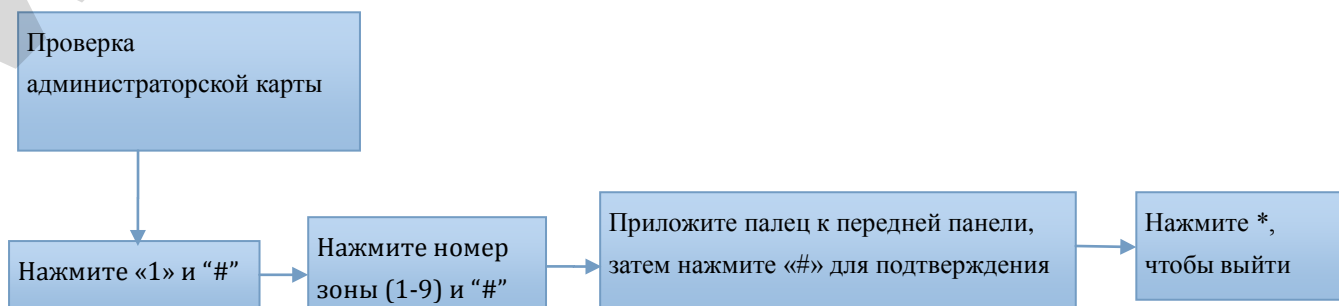 Проверка
администраторской карты
Нажмите «1» и “#”
Нажмите номер
зоны (1-9) и “#”
Приложите палец к передней панели,
затем нажмите «#» для подтверждения
Нажмите *,
чтобы выйти